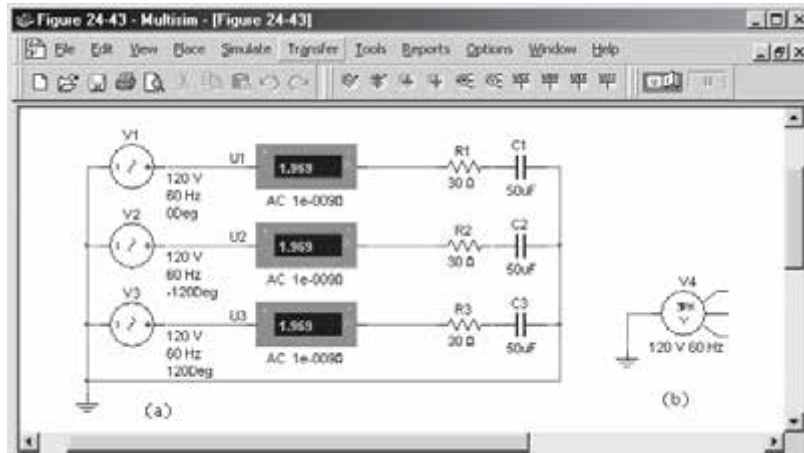 Figure 24-43 - Multisim - [Figure 24-43]
File Edit View Place Simulate Transfer Tools Reports Options Window Help
V1
120 V
60 Hz
0Deg
U1
1.969
AC 1e-009Ω
R1
30 Ω
C1
50uF
V2
120 V
60 Hz
-120Deg
U2
1.969
AC 1e-009Ω
R2
30 Ω
C2
50uF
V3
120 V
60 Hz
120Deg
U3
1.969
AC 1e-009Ω
R3
30 Ω
C3
50uF
(a)
V4
3PH
Y
120 V 60 Hz
(b)